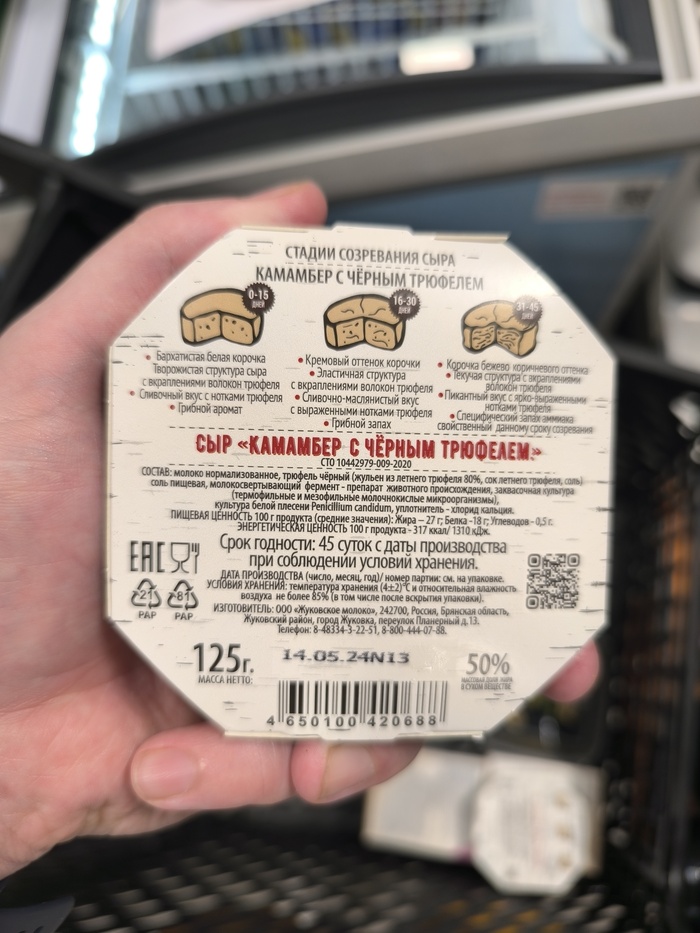 СТАДИИ СОЗРЕВАНИЯ СЫРА
КАМАМБЕР С ЧЁРНЫМ ТРЮФЕЛЕМ
0-15
ДНЕЙ
16-30
ДНЕЙ
31-45
ДНЕЙ
• Бархатистая белая корочка
Творожистая структура сыра
с вкраплениями волокон трюфеля
• Сливочный вкус с нотками трюфеля
• Грибной аромат
• Кремовый оттенок корочки
• Эластичная структура
с вкраплениями волокон трюфеля
• Сливочно-маслянистый вкус
с выраженными нотками трюфеля
• Грибной запах
• Корочка бежево коричневого оттенка
• Текучая структура с вкраплениями
волокон трюфеля
• Пикантный вкус с ярко-выраженными
нотками трюфеля
• Специфический запах аммиака
свойственный данному сроку созревания
СЫР «КАМАМБЕР С ЧЁРНЫМ ТРЮФЕЛЕМ»
СТО 10442979-009-2020
СОСТАВ: молоко нормализованное, трюфель чёрный (жульен из летнего трюфеля 80%, сок летнего трюфеля, соль)
соль пищевая, молокосвертывающий фермент - препарат животного происхождения, заквасочная культура
(термофильные и мезофильные молочнокислые микроорганизмы),
культура белой плесени Penicillium candidum, уплотнитель - хлорид кальция.
ПИЩЕВАЯ ЦЕННОСТЬ 100 г продукта (средние значения): Жира – 27 г; Белка -18 г; Углеводов - 0,5 г.
ЭНЕРГЕТИЧЕСКАЯ ЦЕННОСТЬ 100 г продукта - 317 ккал/ 1310 кДж.
Срок годности: 45 суток с даты производства
при соблюдении условий хранения.
ДАТА ПРОИЗВОДСТВА (число, месяц, год)/ номер партии: см. на упаковке.
УСЛОВИЯ ХРАНЕНИЯ: температура хранения (4±2)°С и относительная влажность
воздуха не более 85% (в том числе после вскрытия упаковки).
ИЗГОТОВИТЕЛЬ: ООО «Жуковское молоко», 242700, Россия, Брянская область,
Жуковский район, город Жуковка, переулок Планерный д.13.
Телефон: 8-48334-3-22-51, 8-800-444-07-88.
EAC
21
PAP
81
PAP
125г.
МАССА НЕТТО:
14.05.24N13
50%
МАССОВАЯ ДОЛЯ ЖИРА
В СУХОМ ВЕЩЕСТВЕ
4 650100 420688